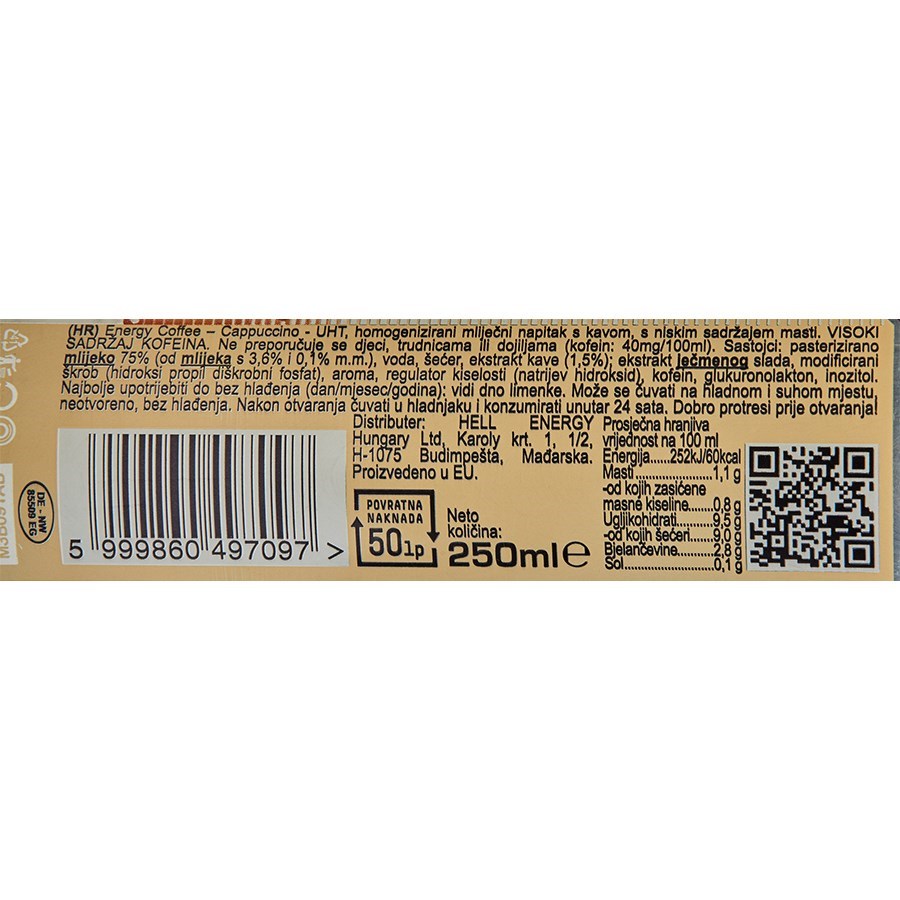 (HR) Energy Coffee – Cappuccino - UHT, homogenizirani mliječni napitak s kavom, s niskim sadržajem masti. VISOKI
SADRŽAJ KOFEINA. Ne preporučuje se djeci, trudnicama ili dojiljama (kofein: 40mg/100ml). Sastojci: pasterizirano
mlijeko 75% (od mlijeka s 3,6% i 0,1% m.m.), voda, šećer, ekstrakt kave (1,5%); ekstrakt ječmenog slada, modificirani
škrob (hidroksi propil diškrobni fosfat), aroma, regulator kiselosti (natrijev hidroksid), kofein, glukuronolakton, inozitol.
Najbolje upotrijebiti do bez hlađenja (dan/mjesec/godina): vidi dno limenke. Može se čuvati na hladnom i suhom mjestu,
neotvoreno, bez hlađenja. Nakon otvaranja čuvati u hladnjaku i konzumirati unutar 24 sata. Dobro protresi prije otvaranja!
Distributer: HELL ENERGY
Hungary Ltd, Karoly krt. 1, 1/2,
H-1075 Budimpešta, Mađarska.
Proizvedeno u EU.
Prosječna hranjiva
vrijednost na 100 ml
Energija.....252kJ/60kcal
Masti..................1,1 g
-od kojih zasićene
masne kiseline.......0,8 g
Ugljikohidrati........9,5 g
-od kojih šećeri......9,0 g
Bjelančevine.........2,8 g
Sol.......................0,1 g
POVRATNA
NAKNADA
50 lp
Neto
količina:
250ml e
DE - NW
85509 EG
M3B091AB
5 999860 497097 >